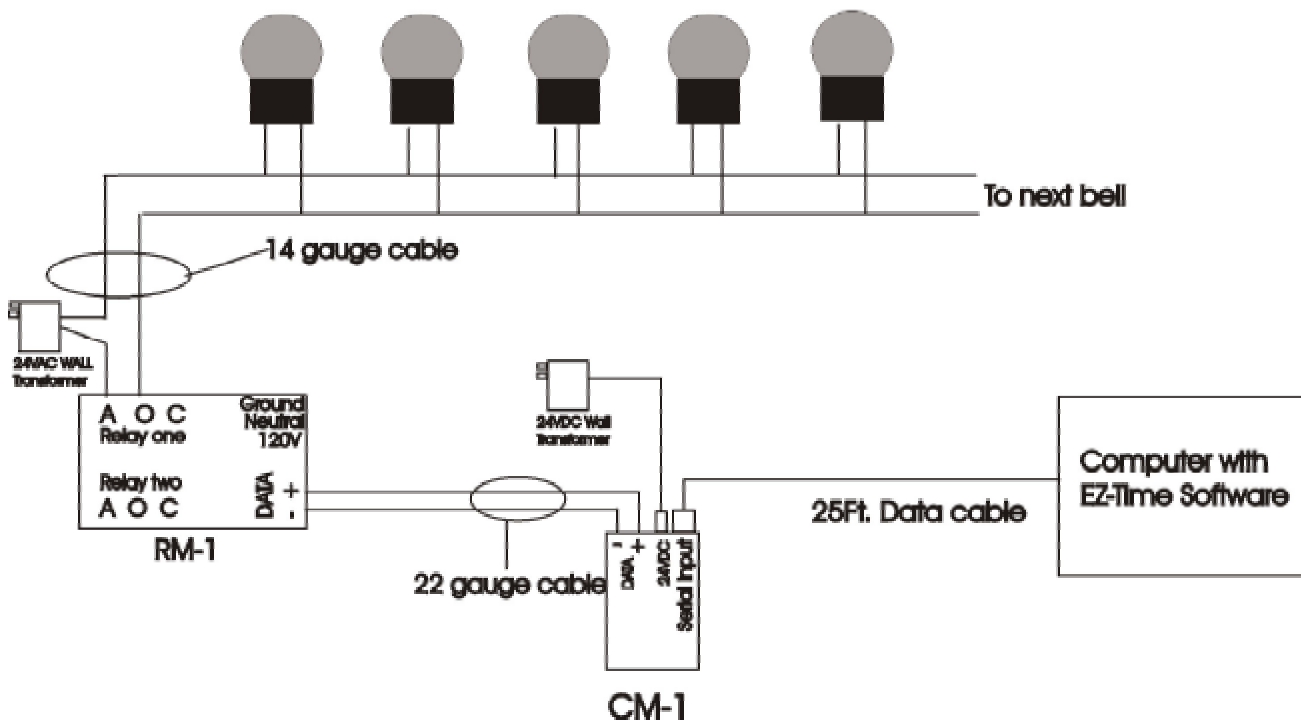 To next bell
14 gauge cable
24VAC WALL
Transformer
A O C
Relay one
Ground
Neutral
120V
Relay two
A O C
DATA
+
-
RM-1
22 gauge cable
24VDC Wall
Transformer
-
+
DATA
24VDC
Serial Input
CM-1
25Ft. Data cable
Computer with
EZ-Time Software